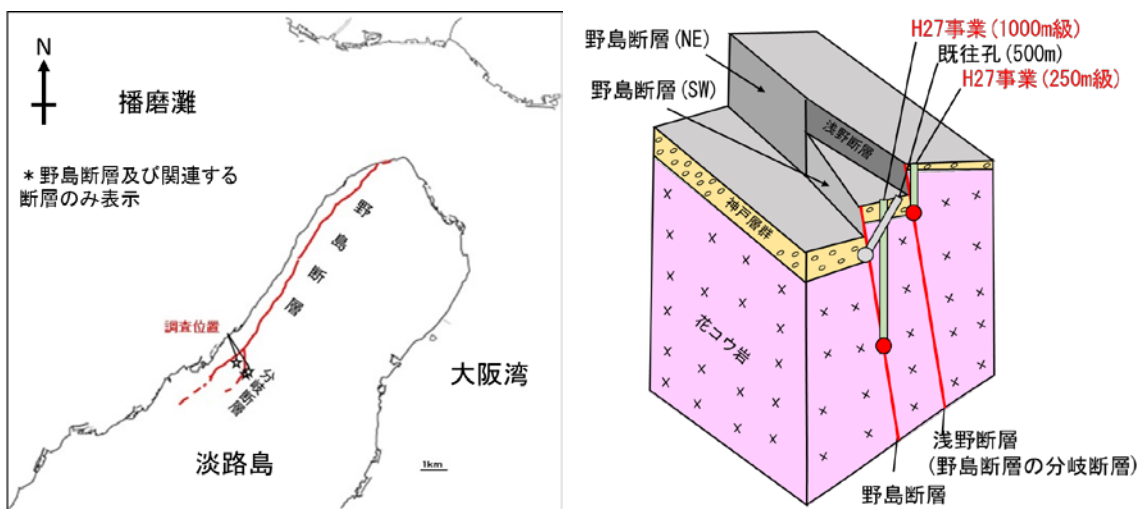 N
播磨灘
*野島断層及び関連する
断層のみ表示
野島断層
調査位置
分岐断層
大阪湾
淡路島
1km
H27事業(1000m級)
野島断層(NE)
既往孔(500m)
H27事業(250m級)
野島断層(SW)
浅野断層
神戸層群
花コウ岩
浅野断層
(野島断層の分岐断層)
野島断層